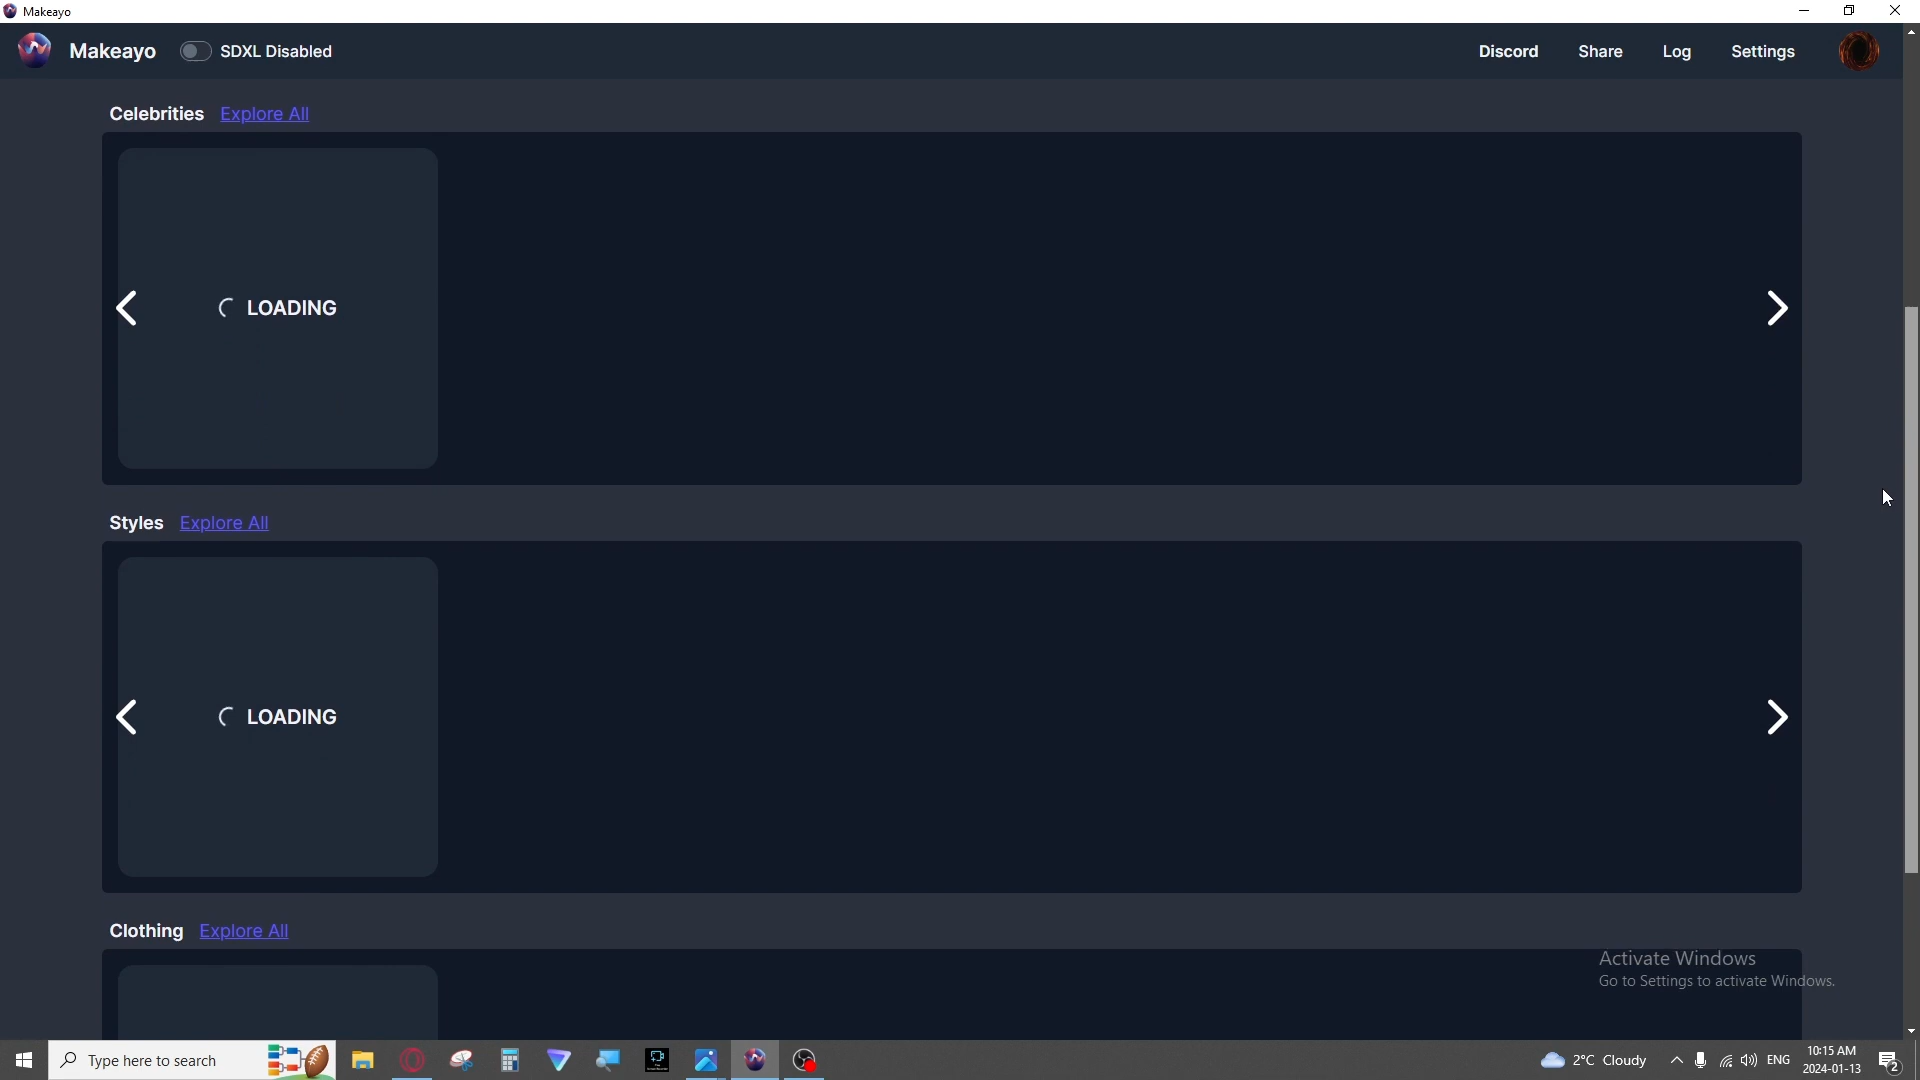 Makeayo
Makeayo SDXL Disabled Discord Share Log Settings
Celebrities Explore All
LOADING
Styles Explore All
LOADING
Clothing Explore All
Activate Windows
Go to Settings to activate Windows.
Type here to search 2°C Cloudy ENG 10:15 AM
2024-01-13 2